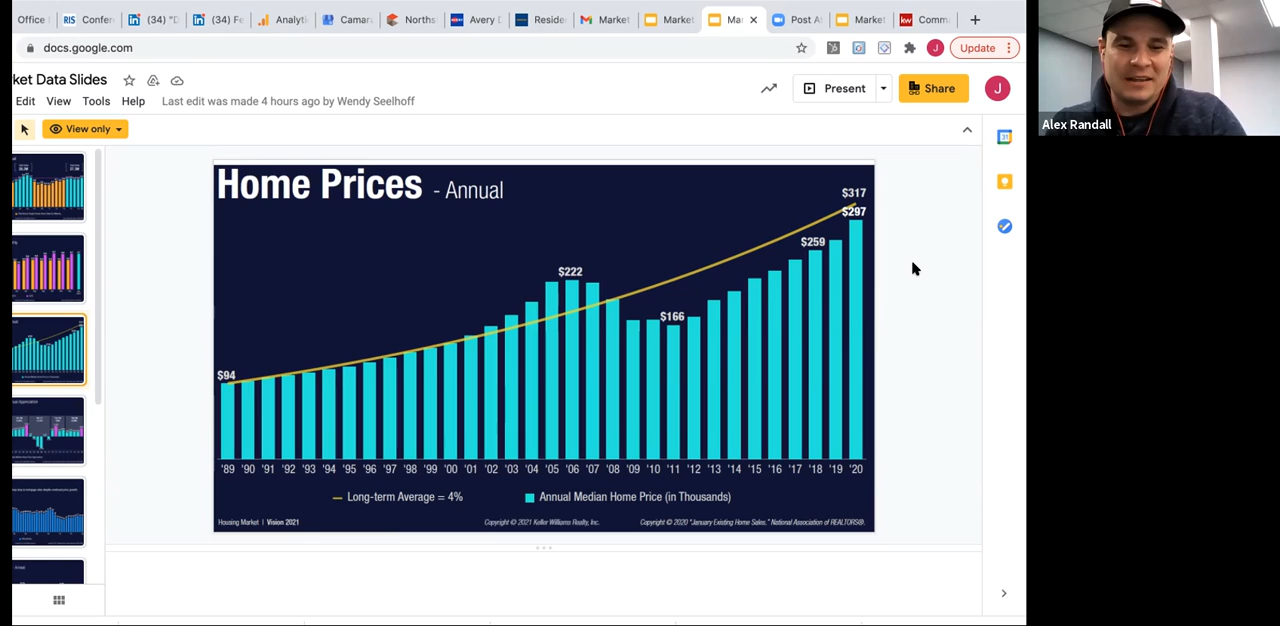 Office
RIS Confer
(34) "D
(34) Fe
Analyti
Camar
Norths
Avery D
Reside
Market
Market
Mar
Post A
Market
kw Comm
docs.google.com
J
Update
ket Data Slides
Present
Share
J
Edit View Tools Help Last edit was made 4 hours ago by Wendy Seelhoff
View only
31
Alex Randall
Home Prices - Annual
$317
$297
$259
$222
$166
$94
'89 '90 '91 '92 '93 '94 '95 '96 '97 '98 '99 '00 '01 '02 '03 '04 '05 '06 '07 '08 '09 '10 '11 '12 '13 '14 '15 '16 '17 '18 '19 '20
Long-term Average = 4%
Annual Median Home Price (in Thousands)
Housing Market | Vision 2021
Copyright © 2021 Keller Williams Realty, Inc.
Copyright © 2020 "January Existing Home Sales." National Association of REALTORS®.